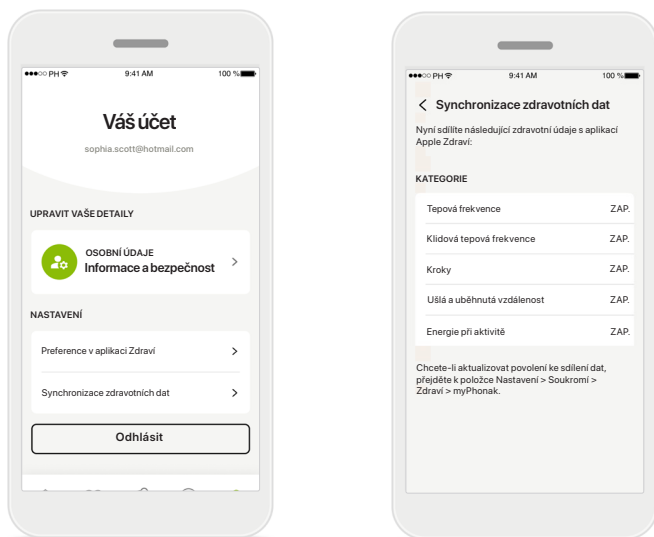 PH
9:41 AM
100 %
Váš účet
sophia.scott@hotmail.com
UPRAVIT VAŠE DETAILY
OSOBNÍ ÚDAJE
Informace a bezpečnost
NASTAVENÍ
Preference v aplikaci Zdraví
Synchronizace zdravotních dat
Odhlásit
PH
9:41 AM
100 %
Synchronizace zdravotních dat
Nyní sdílíte následující zdravotní údaje s aplikací
Apple Zdraví:
KATEGORIE
Tepová frekvence ZAP.
Klidová tepová frekvence ZAP.
Kroky ZAP.
Ušlá a uběhnutá vzdálenost ZAP.
Energie při aktivitě ZAP.
Chcete-li aktualizovat povolení ke sdílení dat,
přejděte k položce Nastavení > Soukromí >
Zdraví > myPhonak.